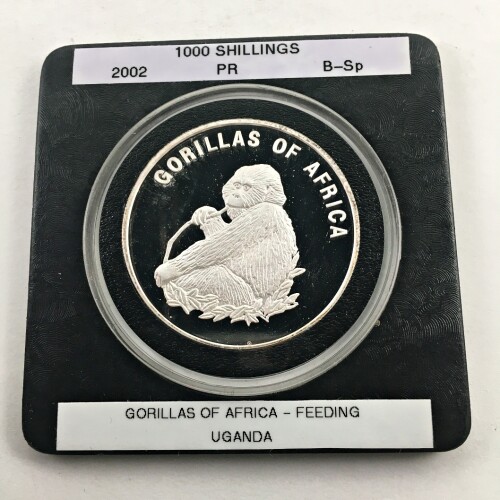 1000 SHILLINGS
2002 PR B-Sp
GORILLAS OF AFRICA
GORILLAS OF AFRICA - FEEDING
UGANDA